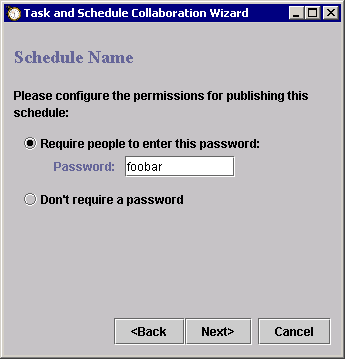 Task and Schedule Collaboration Wizard
Schedule Name
Please configure the permissions for publishing this
schedule:
Require people to enter this password:
Password: foobar
Don't require a password
<Back Next> Cancel